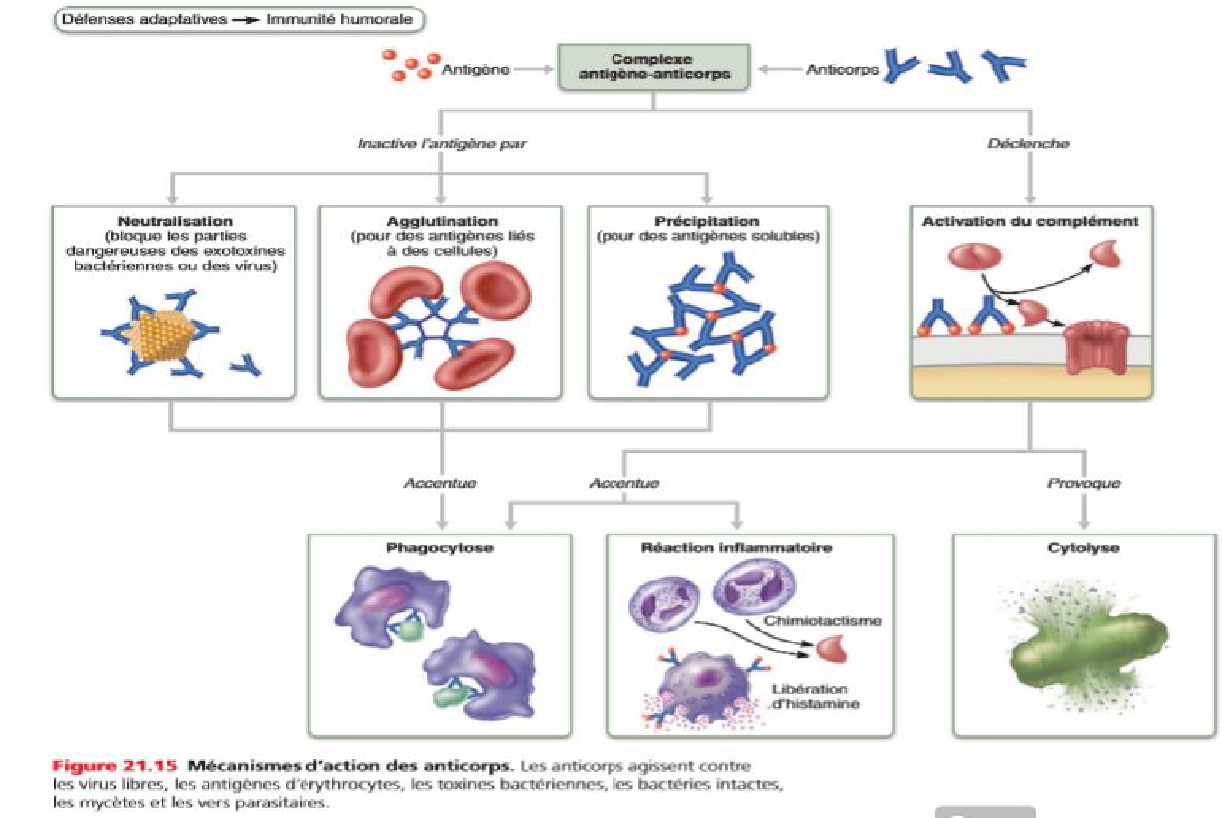 Défenses adaptatives → Immunité humorale
Antigène
Complexe
antigène-anticorps
Anticorps
Inactive l'antigène par
Déclenche
Neutralisation
(bloque les parties
dangereuses des exotoxines
bactériennes ou des virus)
Agglutination
(pour des antigènes liés
à des cellules)
Précipitation
(pour des antigènes solubles)
Activation du complément
Accentue
Accentue
Provoque
Phagocytose
Réaction inflammatoire
Chimiotactisme
Libération
d'histamine
Cytolyse
Figure 21.15 Mécanismes d'action des anticorps. Les anticorps agissent contre
les virus libres, les antigènes d'érythrocytes, les toxines bactériennes, les bactéries intactes,
les mycètes et les vers parasitaires.